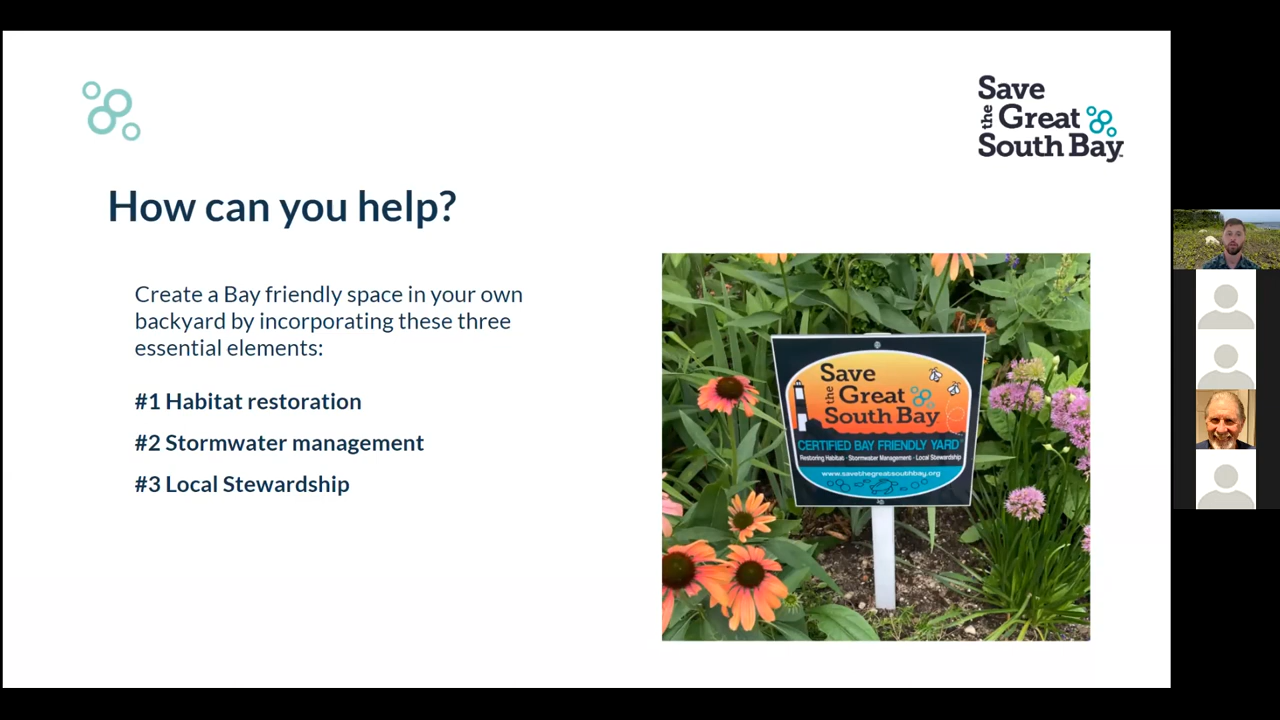 Save
the Great
South Bay
How can you help?
Create a Bay friendly space in your own
backyard by incorporating these three
essential elements:
#1 Habitat restoration
#2 Stormwater management
#3 Local Stewardship
Save
the Great
South Bay
CERTIFIED BAY FRIENDLY YARD
Restoring Habitat - Stormwater Management - Local Stewardship
www.savethegreatsouthbay.org